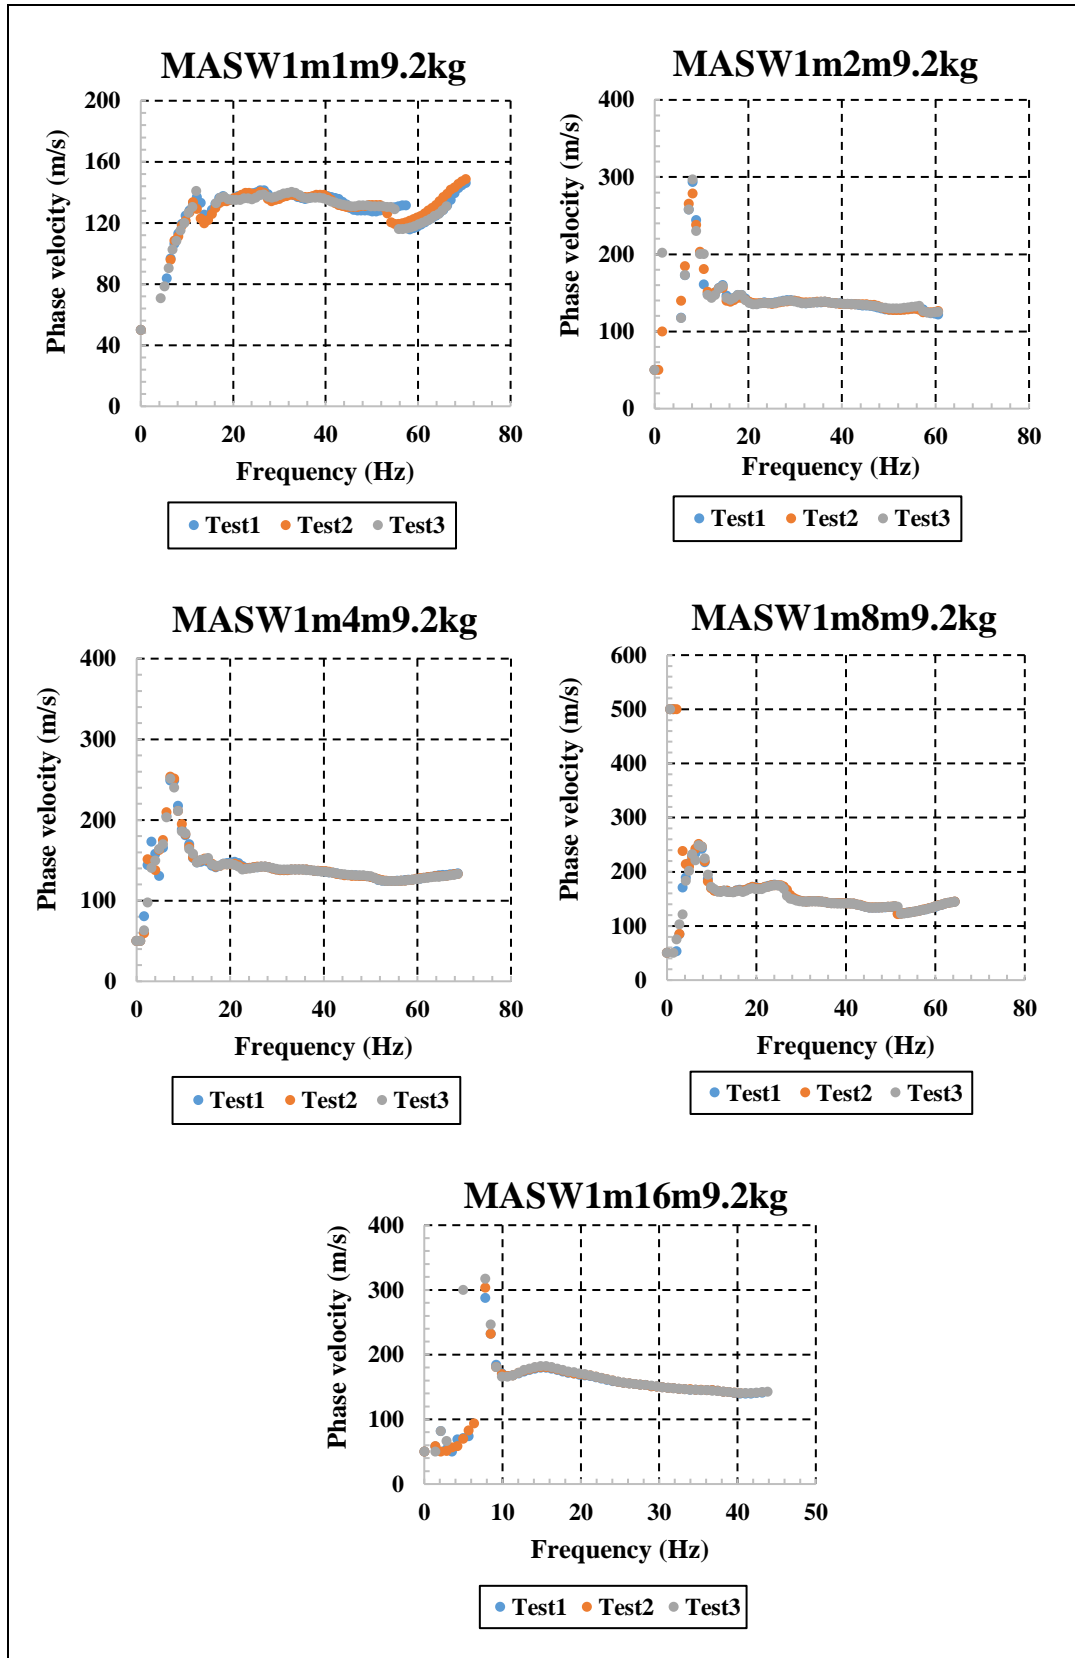 MASW1m1m9.2kg
Phase velocity (m/s)
200
160
120
80
40
0
0 20 40 60 80
Frequency (Hz)
Test1 Test2 Test3
MASW1m2m9.2kg
Phase velocity (m/s)
400
300
200
100
0
0 20 40 60 80
Frequency (Hz)
Test1 Test2 Test3
MASW1m4m9.2kg
Phase velocity (m/s)
400
300
200
100
0
0 20 40 60 80
Frequency (Hz)
Test1 Test2 Test3
MASW1m8m9.2kg
Phase velocity (m/s)
600
500
400
300
200
100
0
0 20 40 60 80
Frequency (Hz)
Test1 Test2 Test3
MASW1m16m9.2kg
Phase velocity (m/s)
400
300
200
100
0
0 10 20 30 40 50
Frequency (Hz)
Test1 Test2 Test3